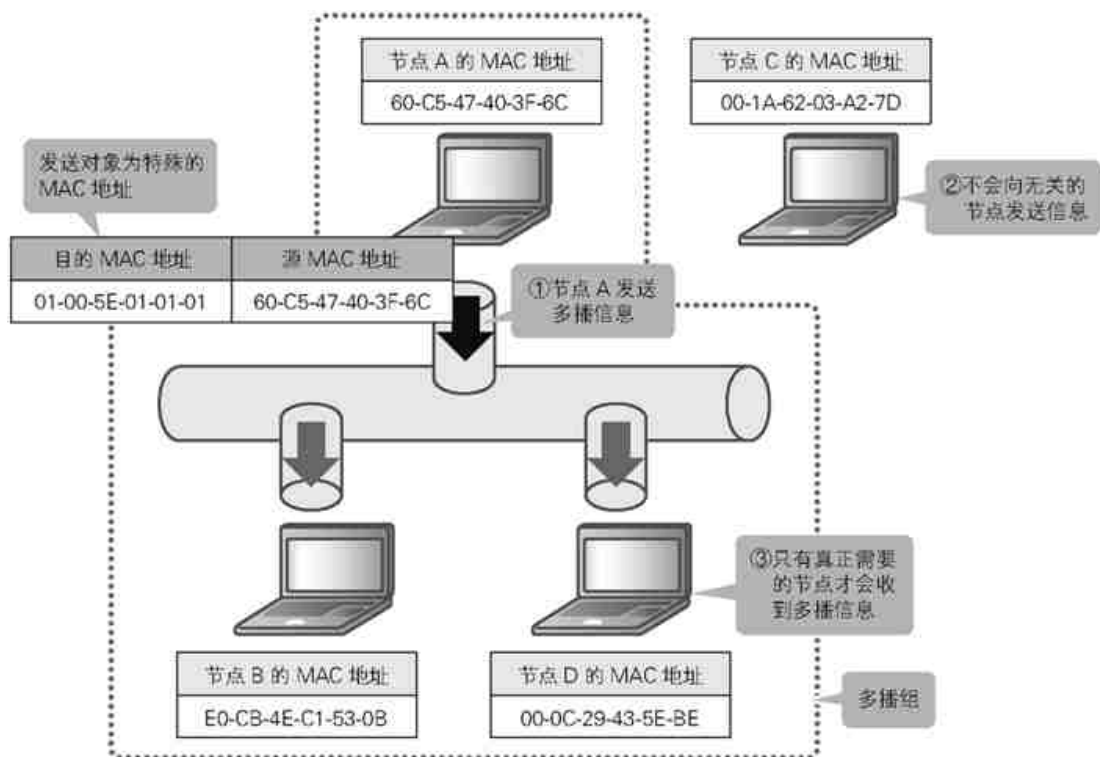 节点 A 的 MAC 地址
60-C5-47-40-3F-6C
节点 C 的 MAC 地址
00-1A-62-03-A2-7D
发送对象为特殊的
MAC 地址
②不会向无关的
节点发送信息
目的 MAC 地址
源 MAC 地址
01-00-5E-01-01-01
60-C5-47-40-3F-6C
①节点 A 发送
多播信息
③只有真正需要
的节点才会收
到多播信息
节点 B 的 MAC 地址
E0-CB-4E-C1-53-0B
节点 D 的 MAC 地址
00-0C-29-43-5E-BE
多播组